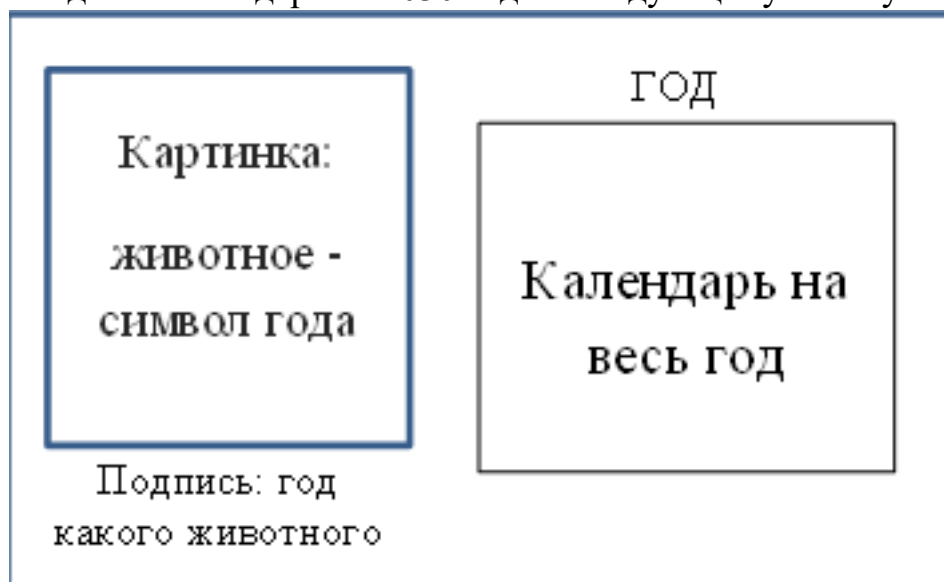 Картинка:
животное -
символ года
Подпись: год
какого животного
ГОД
Календарь на
весь год